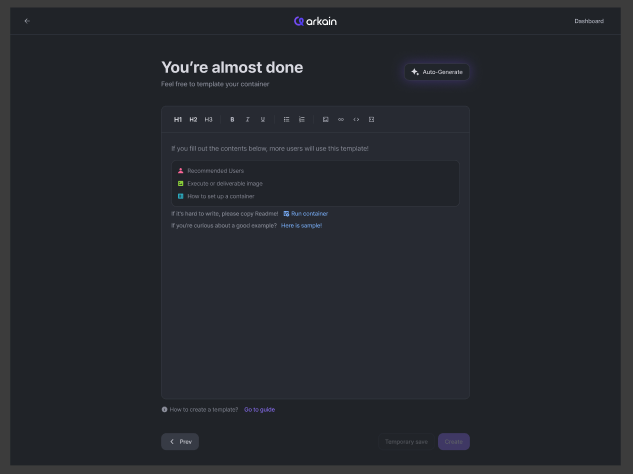 arkain
Dashboard
You're almost done
Feel free to template your container
Auto-Generate
H1 H2 H3 B I U
If you fill out the contents below, more users will use this template!
Recommended Users
Execute or deliverable image
How to set up a container
If it's hard to write, please copy Readme! Run container
If you're curious about a good example? Here is sample!
How to create a template? Go to guide
Prev
Temporary save
Create